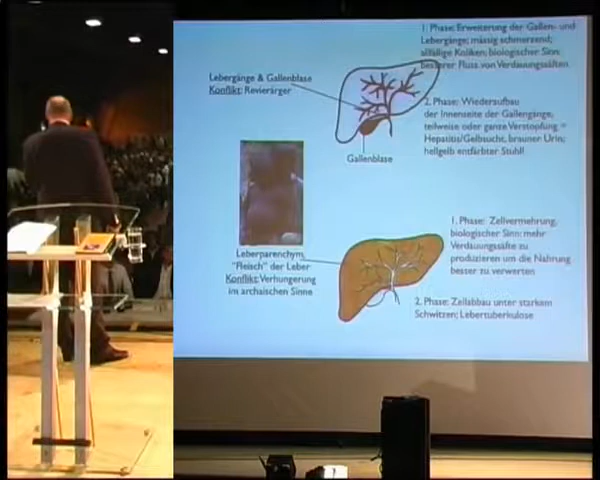 1. Phase: Erweiterung der Gallen- und
Lebergänge; mässig schmerzend;
allfällige Koliken; biologischer Sinn:
besserer Fluss von Verdauungssäften
Lebergänge & Gallenblase
Konflikt: Revierärger
2. Phase: Wiederaufbau
der Innenseite der Gallengänge,
teilweise oder ganze Verstopfung =
Hepatitis/Gelbsucht, brauner Urin;
hellgelb entfärbter Stuhl!
Gallenblase
1. Phase: Zellvermehrung,
biologischer Sinn: mehr
Verdauungssäfte zu
produzieren um die Nahrung
besser zu verwerten
Leberparenchym,
"Fleisch" der Leber
Konflikt: Verhungerung
im archaischen Sinne
2. Phase: Zellabbau unter starkem
Schwitzen; Lebertuberkulose